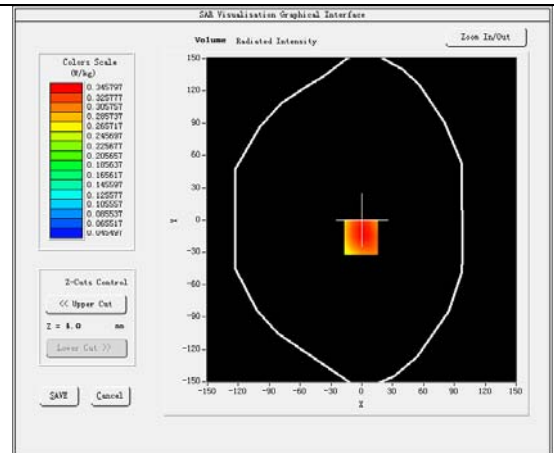 SAR Visualisation Graphical Interface
Volume Radiated Intensity
Zoom In/Out
Colors Scale
(W/kg)
0.345797
0.325777
0.305757
0.285737
0.265717
0.245697
0.225677
0.205657
0.185637
0.165617
0.145597
0.125577
0.105557
0.085537
0.065517
0.045497
Z-Cuts Control
<< Upper Cut
Z = 4.0 mm
Lower Cut >>
SAVE Cancel
150
120
90
60
30
0
-30
-60
-90
-120
-150
Y
-150 -120 -90 -60 -30 0 30 60 90 120 150
X